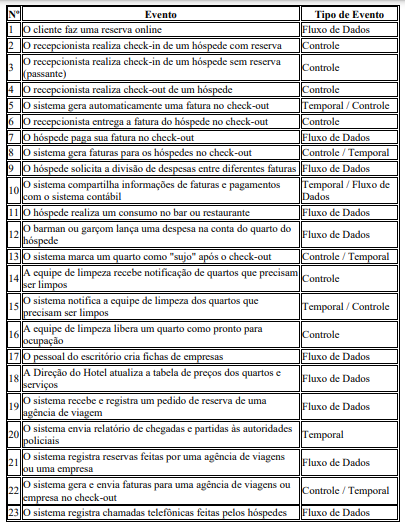 Nº Evento Tipo de Evento
1 O cliente faz uma reserva online Fluxo de Dados
2 O recepcionista realiza check-in de um hóspede com reserva Controle
3 O recepcionista realiza check-in de um hóspede sem reserva
(passante) Controle
4 O recepcionista realiza check-out de um hóspede Controle
5 O sistema gera automaticamente uma fatura no check-out Temporal / Controle
6 O recepcionista entrega a fatura do hóspede no check-out Controle
7 O hóspede paga sua fatura no check-out Fluxo de Dados
8 O sistema gera faturas para os hóspedes no check-out Controle / Temporal
9 O hóspede solicita a divisão de despesas entre diferentes faturas Fluxo de Dados
10 O sistema compartilha informações de faturas e pagamentos Temporal / Fluxo de
com o sistema contábil Dados
11 O hóspede realiza um consumo no bar ou restaurante Fluxo de Dados
12 O barman ou garçom lança uma despesa na conta do quarto do
hóspede Fluxo de Dados
13 O sistema marca um quarto como "sujo" após o check-out Controle / Temporal
14 A equipe de limpeza recebe notificação de quartos que precisam
ser limpos Controle
15 O sistema notifica a equipe de limpeza dos quartos que
precisam ser limpos Temporal / Controle
16 A equipe de limpeza libera um quarto como pronto para
ocupação Controle
17 O pessoal do escritório cria fichas de empresas Fluxo de Dados
18 A Direção do Hotel atualiza a tabela de preços dos quartos e
serviços Fluxo de Dados
19 O sistema recebe e registra um pedido de reserva de uma
agência de viagem Fluxo de Dados
20 O sistema envia relatório de chegadas e partidas às autoridades
policiais Temporal
21 O sistema registra reservas feitas por uma agência de viagens
ou uma empresa Fluxo de Dados
22 O sistema gera e envia faturas para uma agência de viagens ou
empresa no check-out Controle / Temporal
23 O sistema registra chamadas telefônicas feitas pelos hóspedes Fluxo de Dados